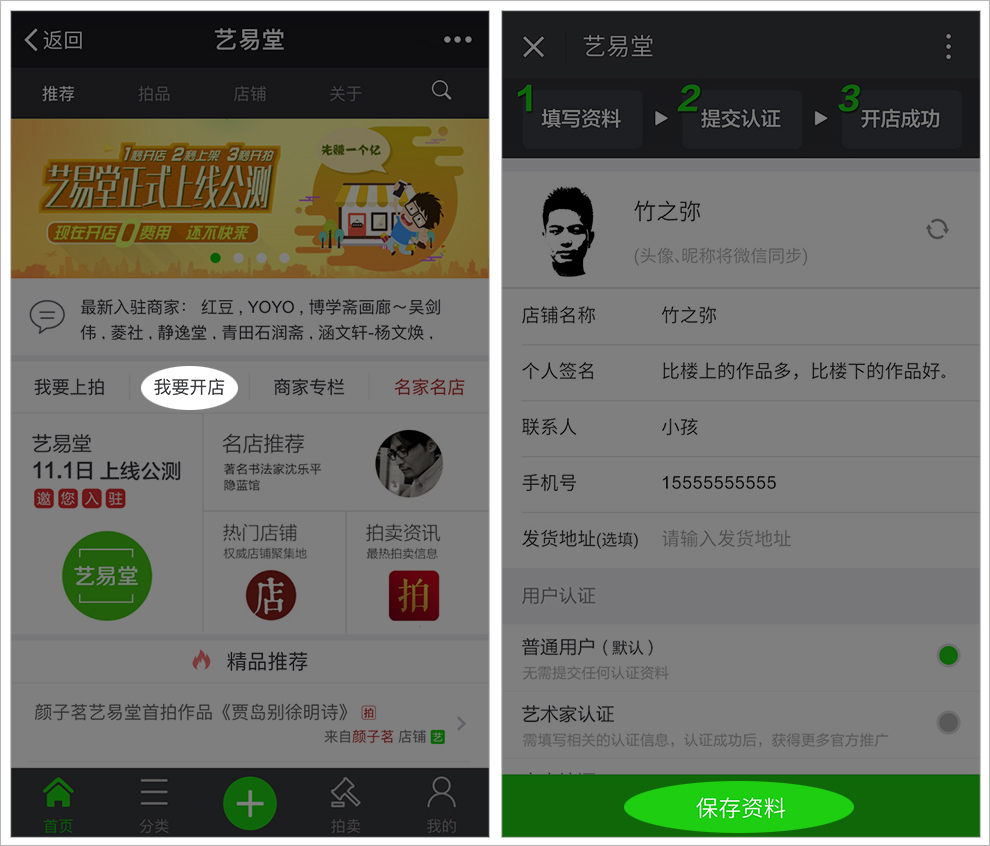 返回
艺易堂
推荐
拍品
店铺
关于
先赚一个亿
1秒开店 2秒上架 3秒开拍
艺易堂正式上线公测
现在开店0费用 还不快来
最新入驻商家： 红豆 , YOYO , 博学斋画廊～吴剑
伟 , 菱社 , 静逸堂 , 青田石润斋 , 涵文轩-杨文焕 ,
我要上拍
我要开店
商家专栏
名家名店
艺易堂
11.1日 上线公测
邀您入驻
艺易堂
名店推荐
著名书法家沈乐平
隐蓝馆
热门店铺
权威店铺聚集地
店
拍卖资讯
最热拍卖信息
拍
精品推荐
颜子茗艺易堂首拍作品《贾岛别徐明诗》 拍
来自颜子茗 店铺 艺
首页
分类
拍卖
我的
艺易堂
1 填写资料
2 提交认证
3 开店成功
竹之弥
(头像、昵称将微信同步)
店铺名称 竹之弥
个人签名 比楼上的作品多，比楼下的作品好。
联系人 小孩
手机号 15555555555
发货地址(选填) 请输入发货地址
用户认证
普通用户（默认）
无需提交任何认证资料
艺术家认证
需填写相关的认证信息，认证成功后，获得更多官方推广
保存资料